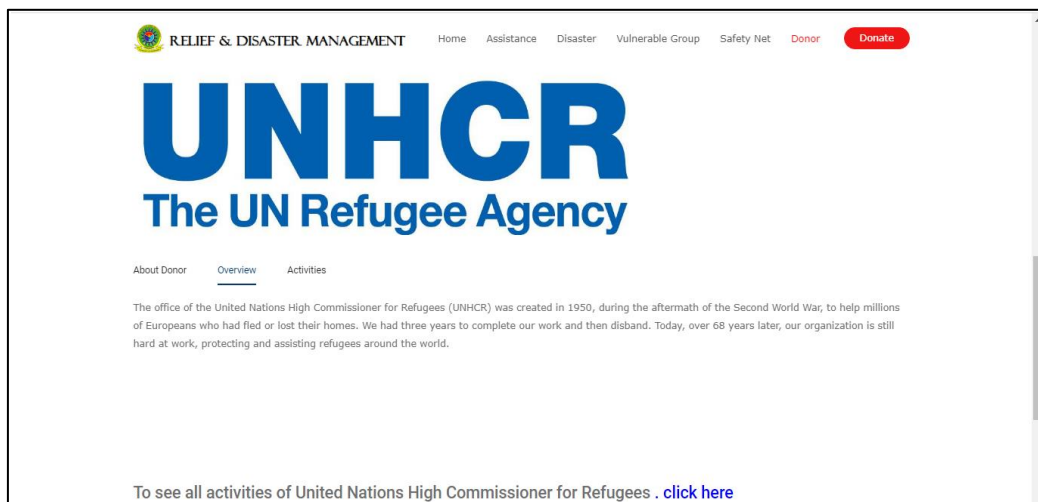 RELIEF & DISASTER MANAGEMENT Home Assistance Disaster Vulnerable Group Safety Net Donor Donate
UNHCR
The UN Refugee Agency
About Donor Overview Activities
The office of the United Nations High Commissioner for Refugees (UNHCR) was created in 1950, during the aftermath of the Second World War, to help millions
of Europeans who had fled or lost their homes. We had three years to complete our work and then disband. Today, over 68 years later, our organization is still
hard at work, protecting and assisting refugees around the world.
To see all activities of United Nations High Commissioner for Refugees . click here